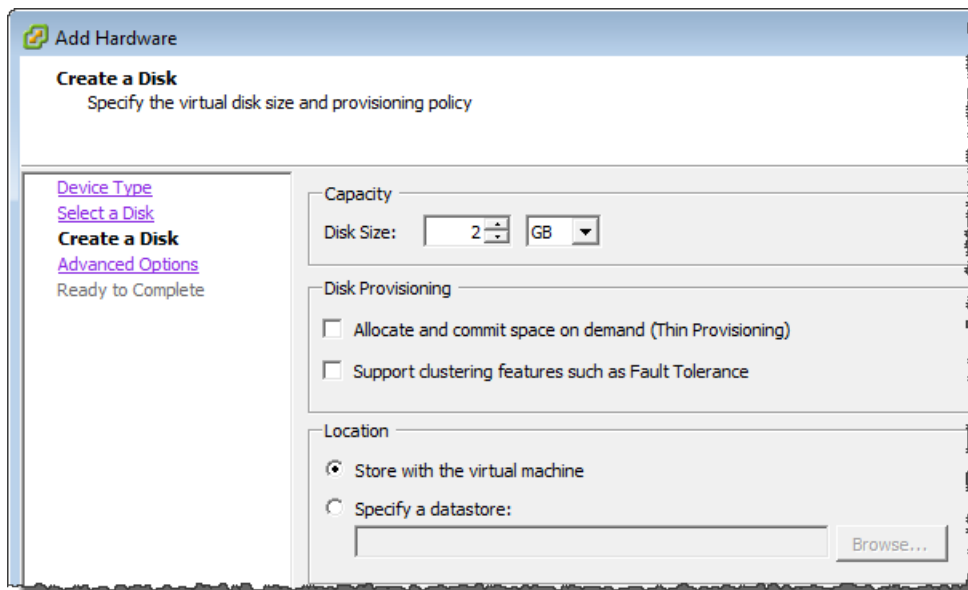 Add Hardware
Create a Disk
Specify the virtual disk size and provisioning policy
Device Type
Select a Disk
Create a Disk
Advanced Options
Ready to Complete
Capacity
Disk Size: 2 GB
Disk Provisioning
Allocate and commit space on demand (Thin Provisioning)
Support clustering features such as Fault Tolerance
Location
Store with the virtual machine
Specify a datastore:
Browse...